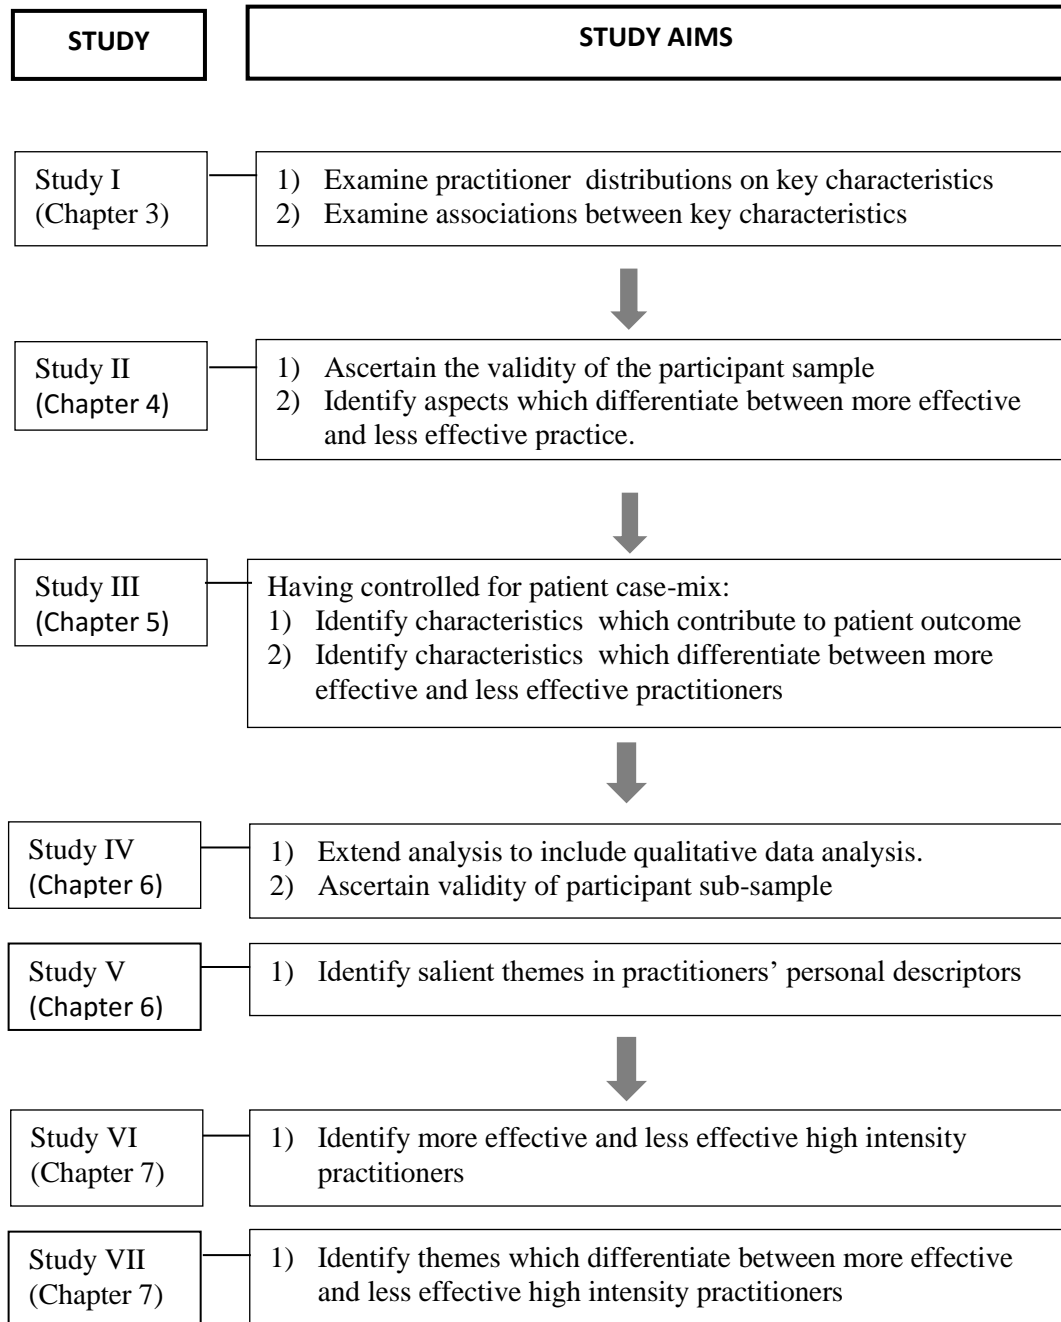 STUDY
STUDY AIMS
Study I
(Chapter 3)
1) Examine practitioner distributions on key characteristics
2) Examine associations between key characteristics
Study II
(Chapter 4)
1) Ascertain the validity of the participant sample
2) Identify aspects which differentiate between more effective
and less effective practice.
Study III
(Chapter 5)
Having controlled for patient case-mix:
1) Identify characteristics which contribute to patient outcome
2) Identify characteristics which differentiate between more
effective and less effective practitioners
Study IV
(Chapter 6)
1) Extend analysis to include qualitative data analysis.
2) Ascertain validity of participant sub-sample
Study V
(Chapter 6)
1) Identify salient themes in practitioners’ personal descriptors
Study VI
(Chapter 7)
1) Identify more effective and less effective high intensity
practitioners
Study VII
(Chapter 7)
1) Identify themes which differentiate between more effective
and less effective high intensity practitioners